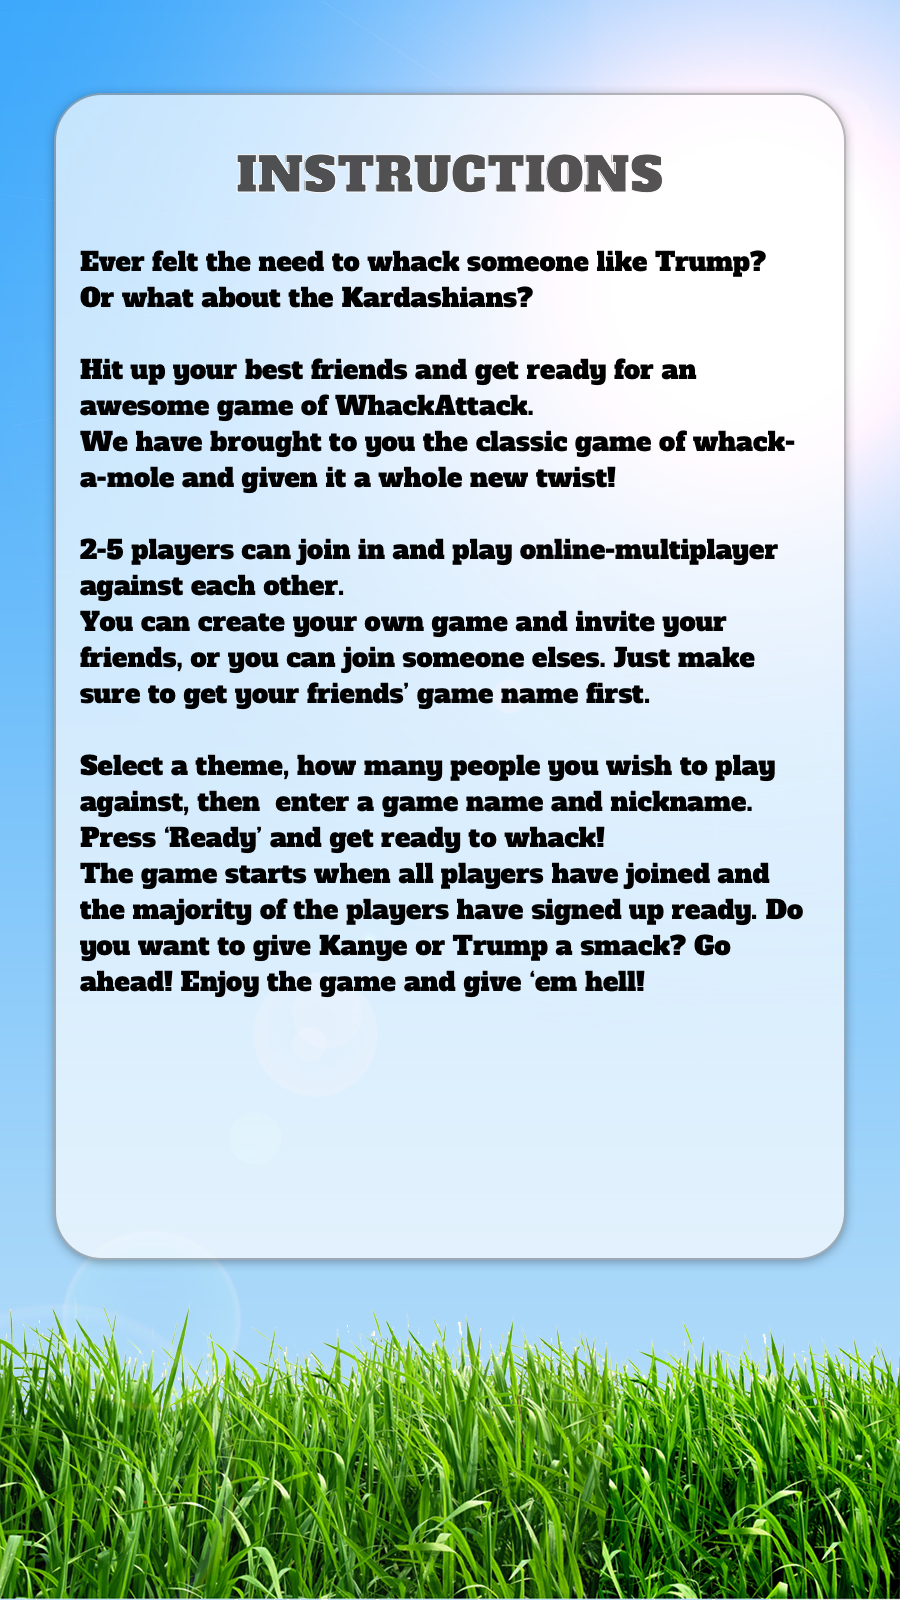 INSTRUCTIONS
Ever felt the need to whack someone like Trump?
Or what about the Kardashians?
Hit up your best friends and get ready for an
awesome game of WhackAttack.
We have brought to you the classic game of whack-
a-mole and given it a whole new twist!
2-5 players can join in and play online-multiplayer
against each other.
You can create your own game and invite your
friends, or you can join someone elses. Just make
sure to get your friends’ game name first.
Select a theme, how many people you wish to play
against, then  enter a game name and nickname.
Press ‘Ready’ and get ready to whack!
The game starts when all players have joined and
the majority of the players have signed up ready. Do
you want to give Kanye or Trump a smack? Go
ahead! Enjoy the game and give ‘em hell!